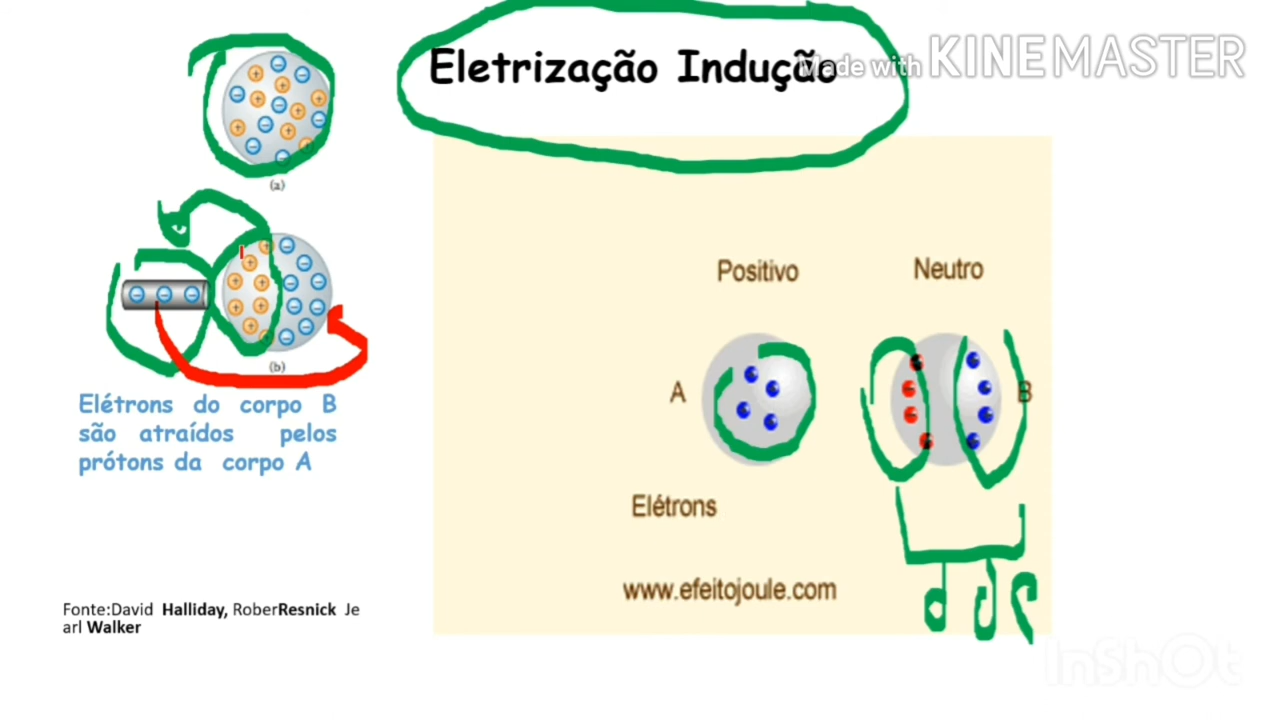 Eletrização Indução
Made with KINEMASTER
(a)
(b)
Elétrons do corpo B
são atraídos pelos
prótons da corpo A
Positivo
Neutro
A
B
Elétrons
www.efeitojoule.com
Fonte:David Halliday, RoberResnick Je
arl Walker
InShOt